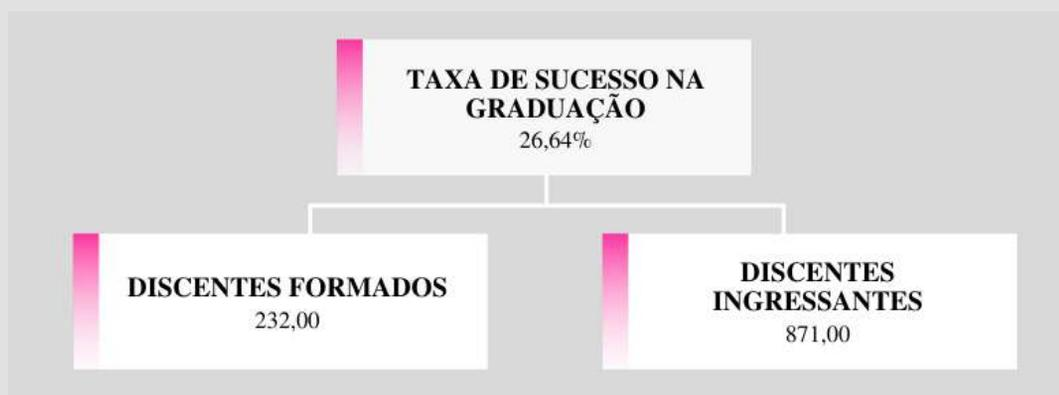 TAXA DE SUCESSO NA
GRADUAÇÃO
26,64%
DISCENTES FORMADOS
232,00
DISCENTES
INGRESSANTES
871,00